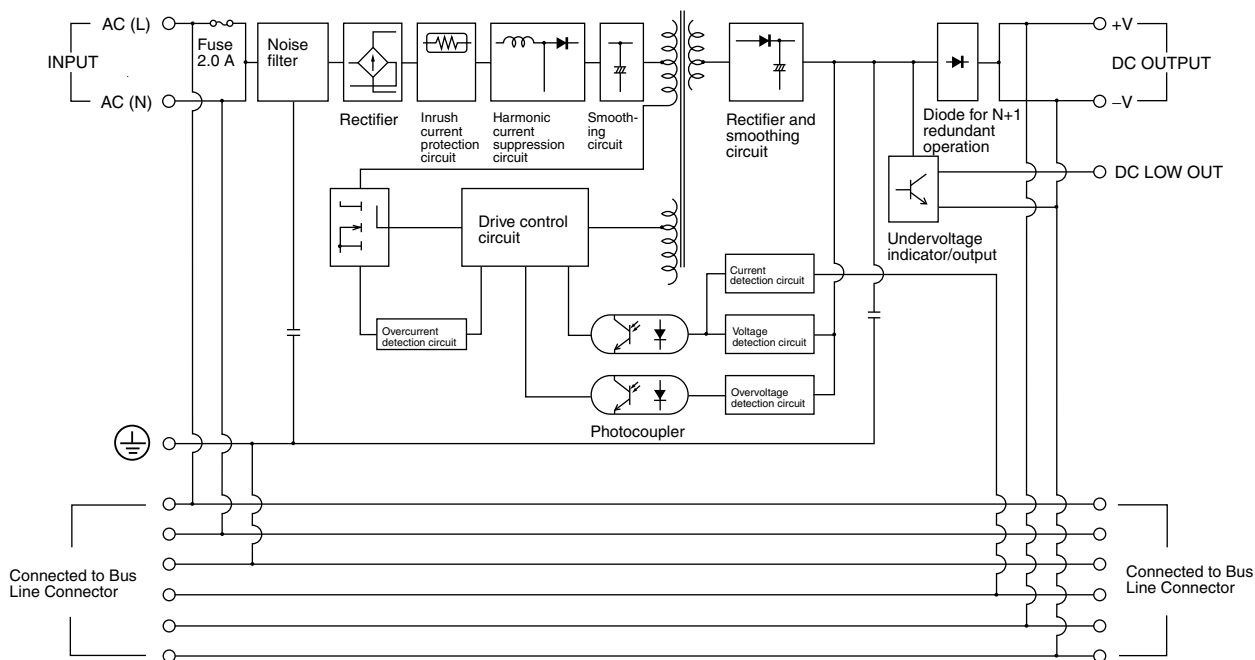 AC (L)
INPUT
AC (N)
Fuse
2.0 A
Noise
filter
Rectifier
Inrush
current
protection
circuit
Harmonic
current
suppression
circuit
Smooth-
ing
circuit
Rectifier and
smoothing
circuit
Diode for N+1
redundant
operation
+V
DC OUTPUT
–V
DC LOW OUT
Undervoltage
indicator/output
Drive control
circuit
Overcurrent
detection circuit
Current
detection circuit
Voltage
detection circuit
Overvoltage
detection circuit
Photocoupler
Connected to Bus
Line Connector
Connected to Bus
Line Connector